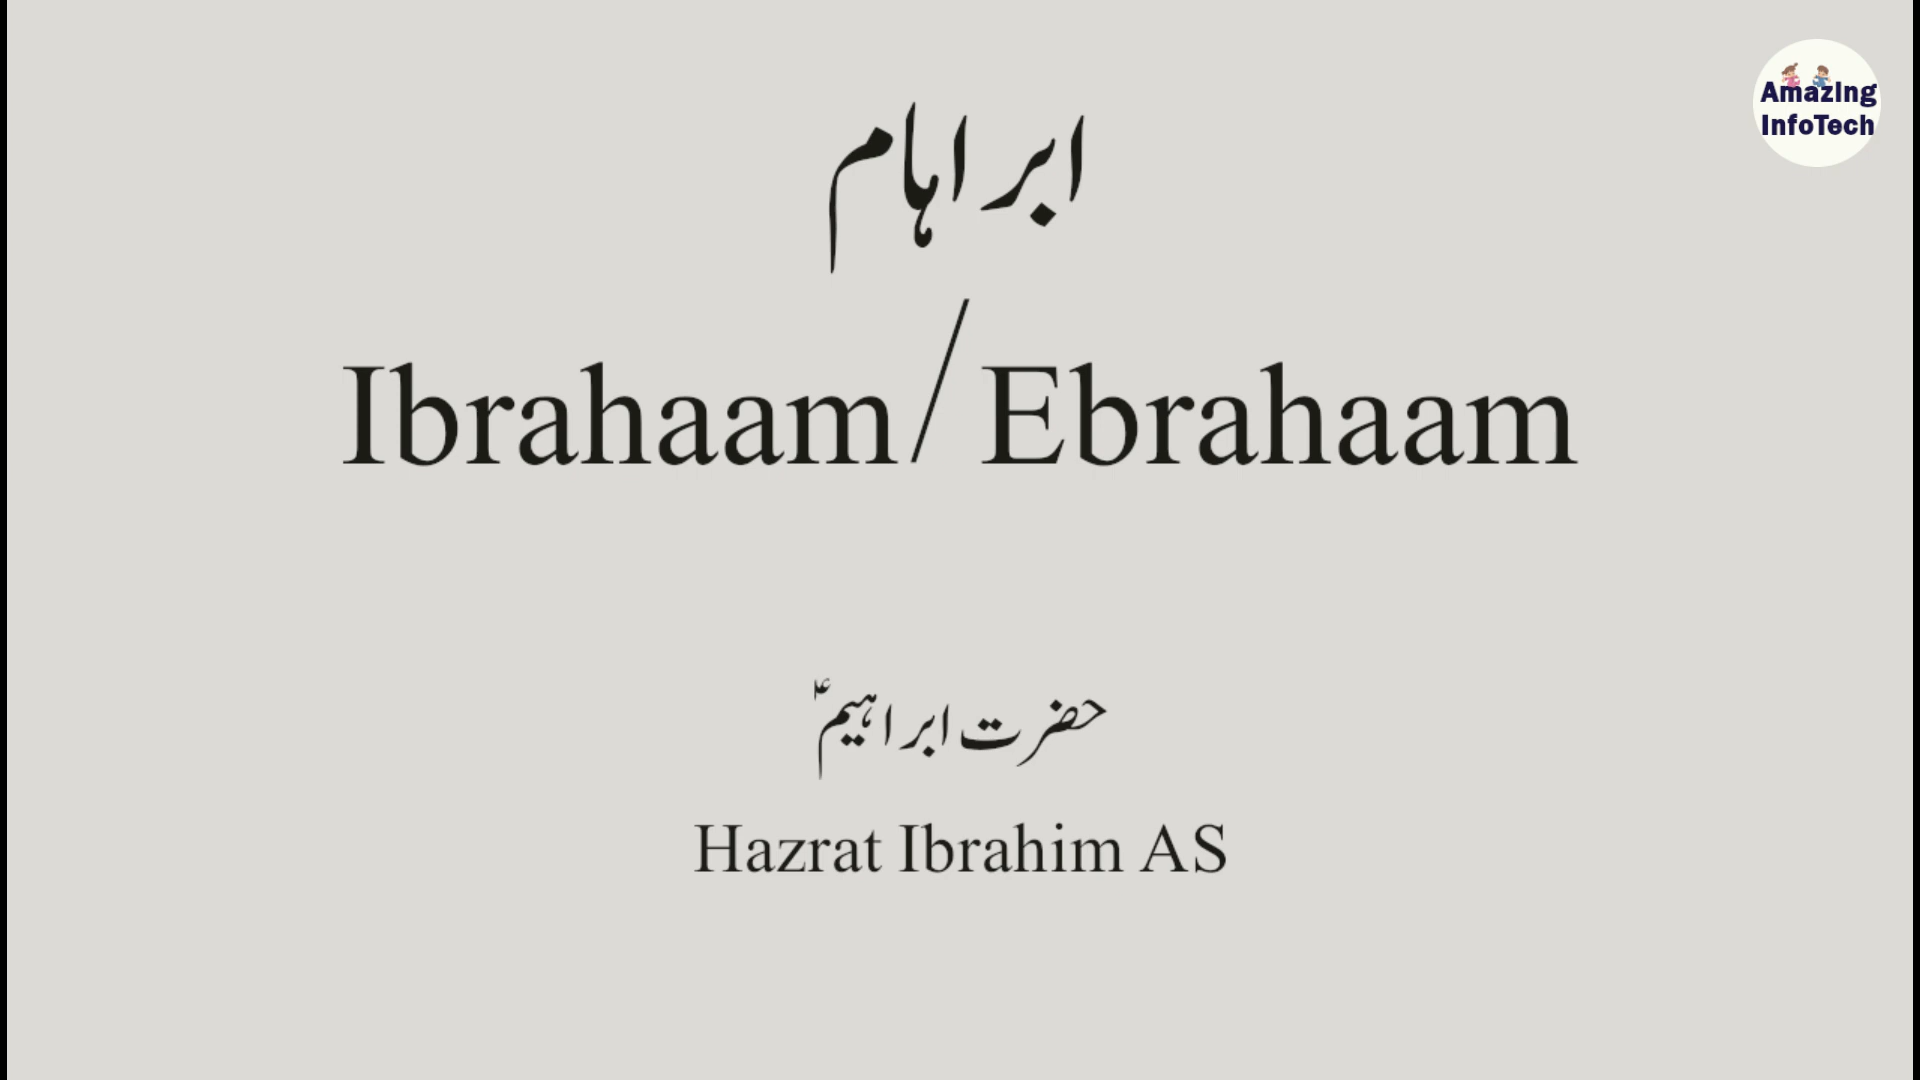 Amazing
InfoTech
ابراہام
Ibrahaam/Ebrahaam
حضرت ابراہیمؑ
Hazrat Ibrahim AS